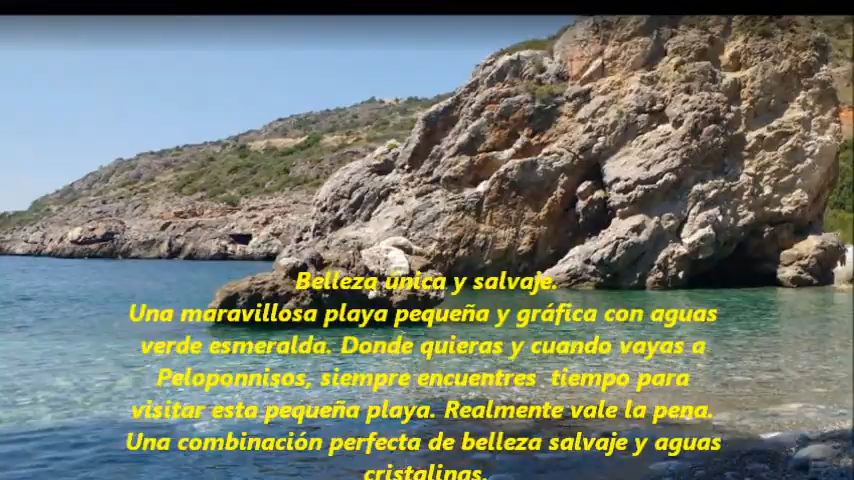 Belleza única y salvaje.
Una maravillosa playa pequeña y gráfica con aguas
verde esmeralda. Donde quieras y cuando vayas a
Peloponnisos, siempre encuentres  tiempo para
visitar esta pequeña playa. Realmente vale la pena.
Una combinación perfecta de belleza salvaje y aguas
cristalinas.